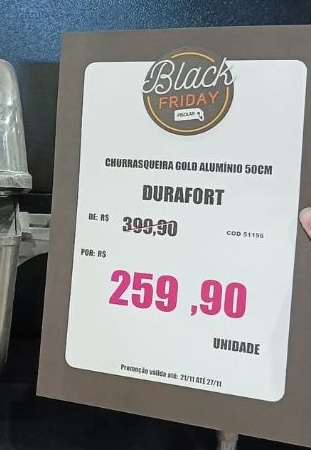 Black
FRIDAY
PISOLAR
CHURRASQUEIRA GOLD ALUMÍNIO 50CM
DURAFORT
DE: R$ 399,90
COD 51155
POR: R$
259 ,90
UNIDADE
Promoção válida até: 21/11 ATÉ 27/11